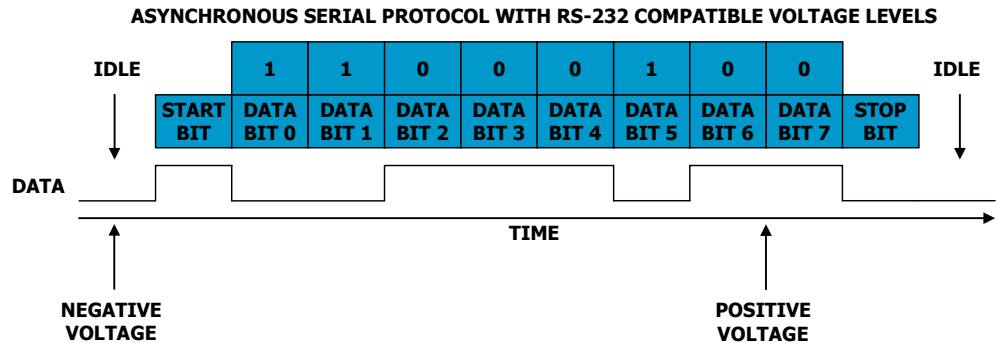 ASYNCHRONOUS SERIAL PROTOCOL WITH RS-232 COMPATIBLE VOLTAGE LEVELS
IDLE 1 1 0 0 0 1 0 0 IDLE
START DATA DATA DATA DATA DATA DATA DATA DATA STOP
BIT BIT 0 BIT 1 BIT 2 BIT 3 BIT 4 BIT 5 BIT 6 BIT 7 BIT
DATA
TIME
NEGATIVE POSITIVE
VOLTAGE VOLTAGE